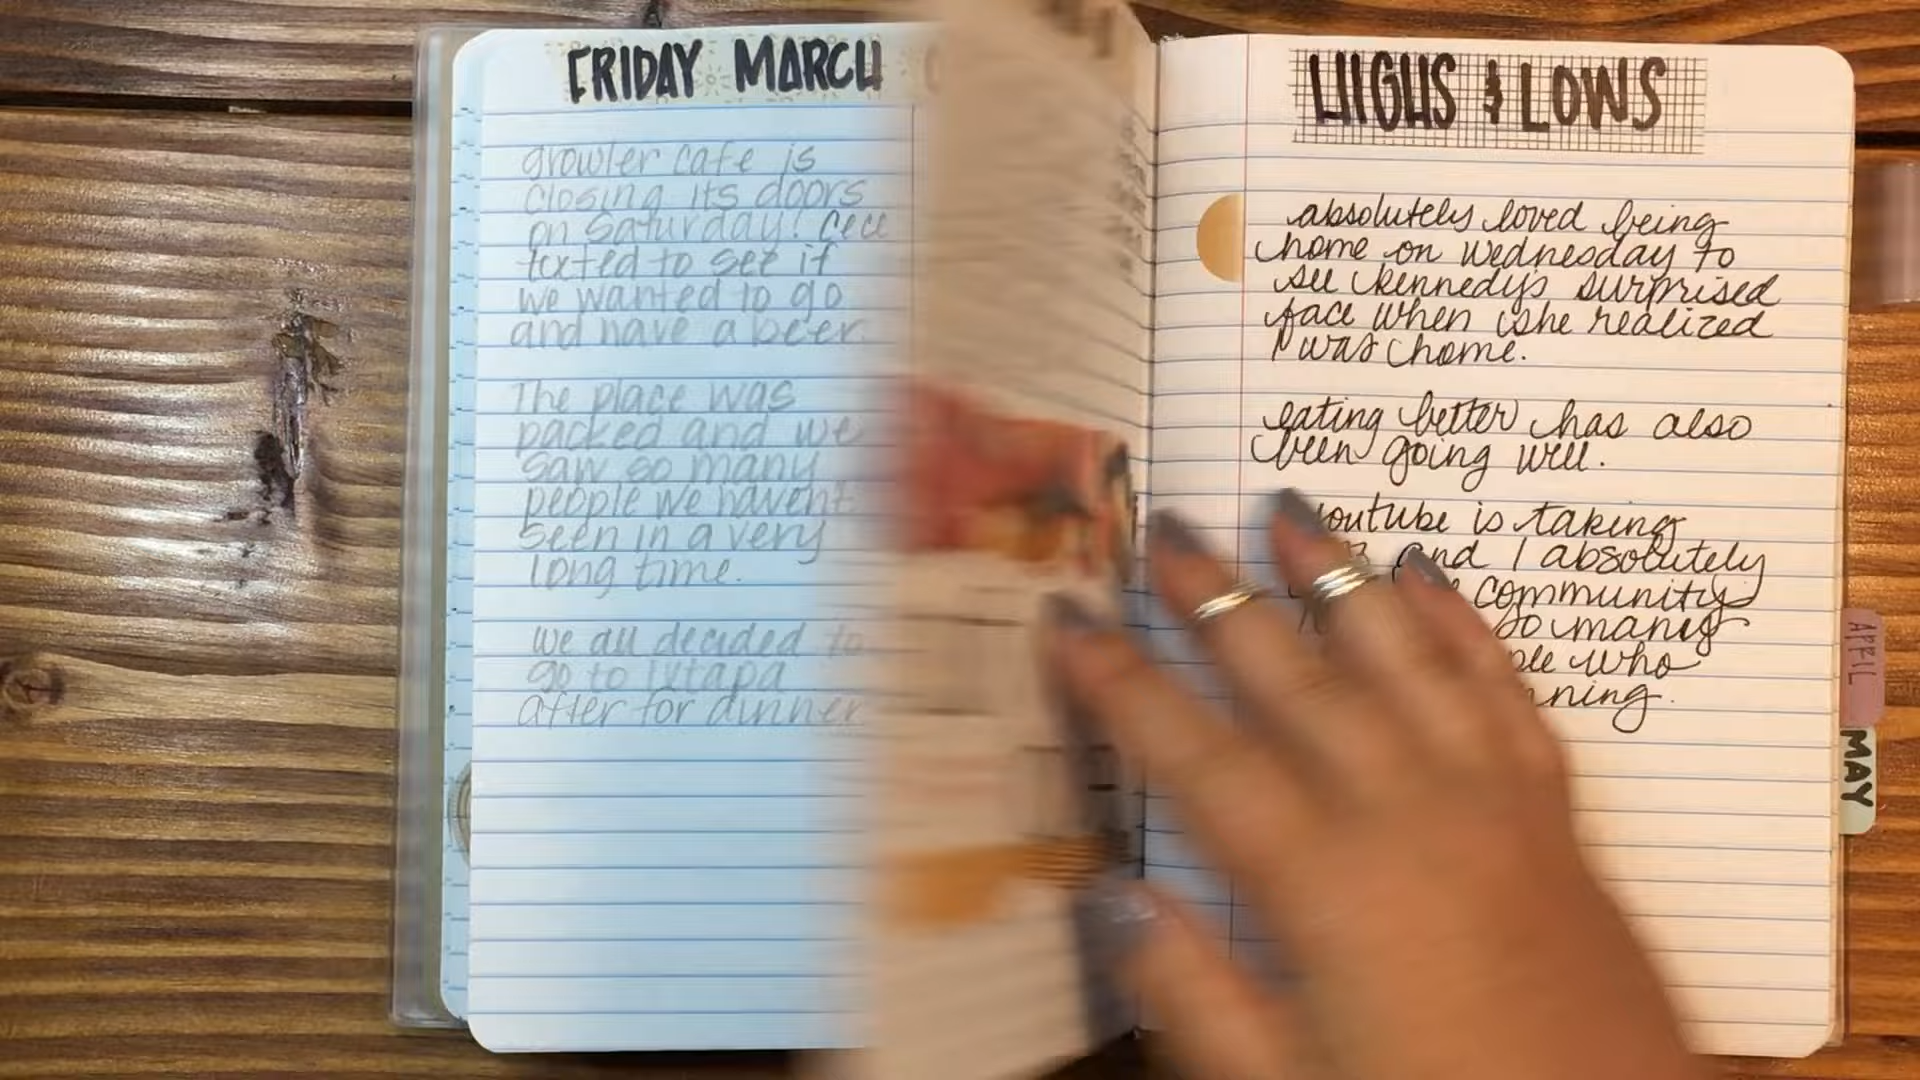 FRIDAY MARCH
growler cafe is
closing its doors
on Saturday! Cece
texted to see if
we wanted to go
and have a beer.
The place was
packed and we
saw so many
people we havent
seen in a very
long time.
we all decided to
go to Ixtapa
after for dinner
HIGHS & LOWS
absolutely loved being
home on wednesday to
see Kennedy's surprised
face when she realized
I was home.
eating better has also
been going well.
youtube is taking
and I absolutely
community
so many
who
APRIL
MAY